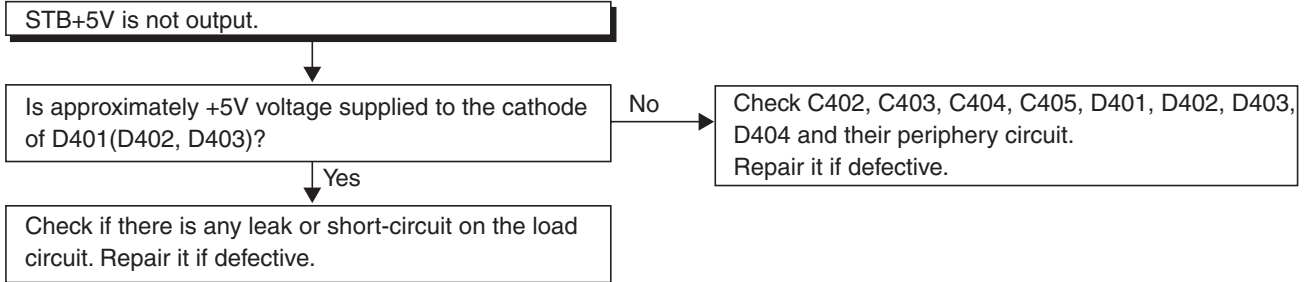 STB+5V is not output.
Is approximately +5V voltage supplied to the cathode
of D401(D402, D403)?
No
Check C402, C403, C404, C405, D401, D402, D403,
D404 and their periphery circuit.
Repair it if defective.
Yes
Check if there is any leak or short-circuit on the load
circuit. Repair it if defective.